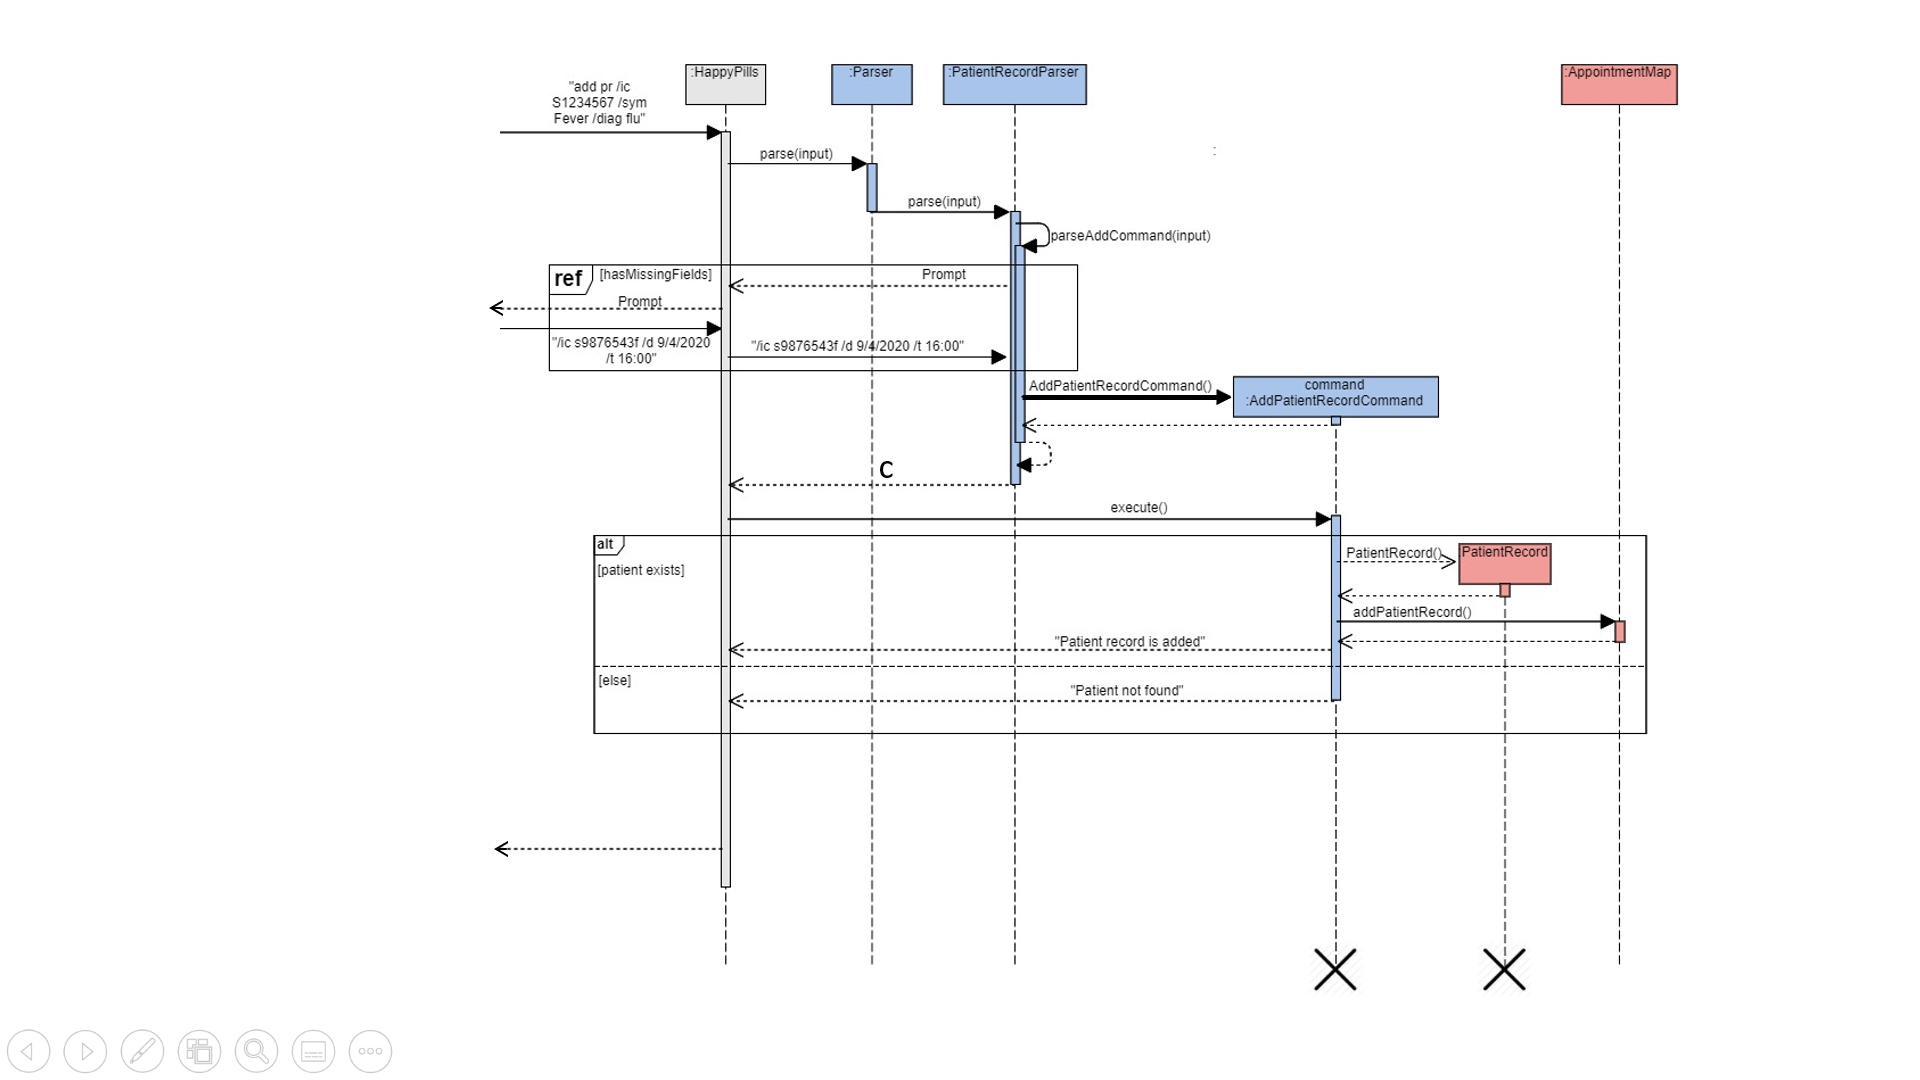 :HappyPills
:Parser
:PatientRecordParser
:AppointmentMap
"add pr /ic
S1234567 /sym
Fever /diag flu"
parse(input)
:
parse(input)
parseAddCommand(input)
ref
[hasMissingFields]
Prompt
Prompt
"/ic s9876543f /d 9/4/2020
/t 16:00"
"/ic s9876543f /d 9/4/2020 /t 16:00"
AddPatientRecordCommand()
command
:AddPatientRecordCommand
C
execute()
alt
[patient exists]
PatientRecord()
:PatientRecord
addPatientRecord()
"Patient record is added"
[else]
"Patient not found"